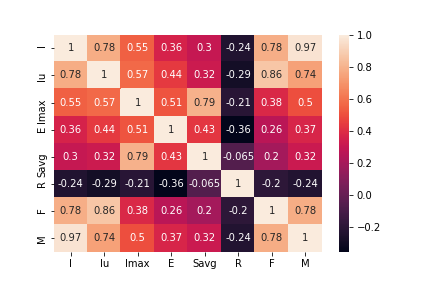 I 1 0.78 0.55 0.36 0.3 -0.24 0.78 0.97
Iu 0.78 1 0.57 0.44 0.32 -0.29 0.86 0.74
Imax 0.55 0.57 1 0.51 0.79 -0.21 0.38 0.5
E 0.36 0.44 0.51 1 0.43 -0.36 0.26 0.37
Savg 0.3 0.32 0.79 0.43 1 -0.065 0.2 0.32
R -0.24 -0.29 -0.21 -0.36 -0.065 1 -0.2 -0.24
F 0.78 0.86 0.38 0.26 0.2 -0.2 1 0.78
M 0.97 0.74 0.5 0.37 0.32 -0.24 0.78 1
I Iu Imax E Savg R F M
1.0
0.8
0.6
0.4
0.2
0.0
−0.2